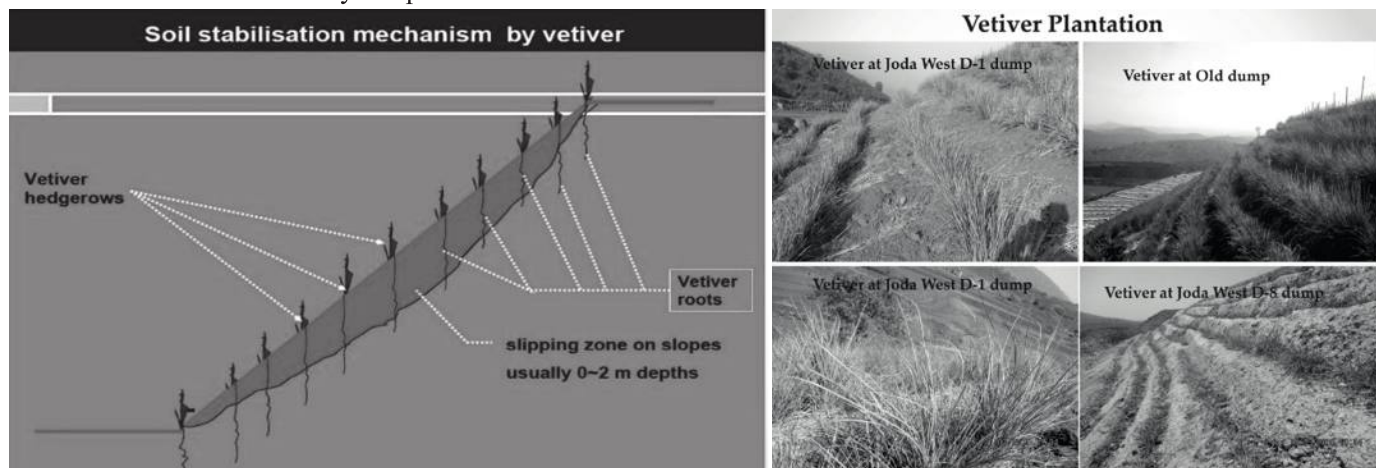 Soil stabilisation mechanism by vetiver
Vetiver
hedgerows
Vetiver
roots
slipping zone on slopes
usually 0~2 m depths
Vetiver Plantation
Vetiver at Joda West D-1 dump
Vetiver at Old dump
Vetiver at Joda West D-1 dump
Vetiver at Joda West D-8 dump